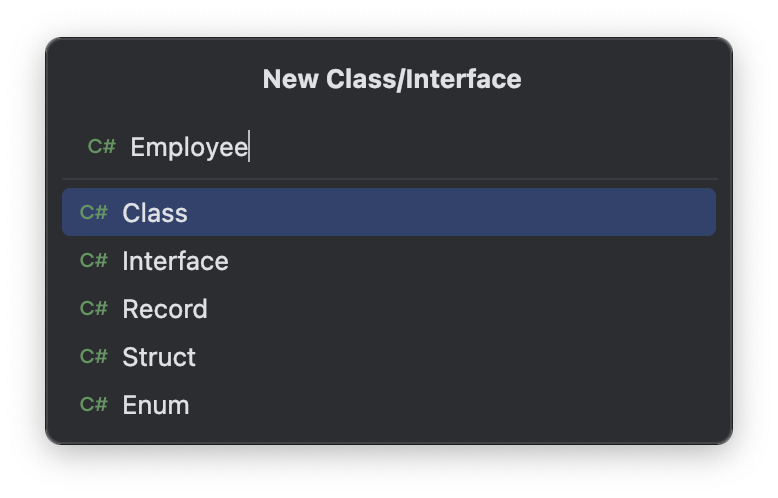 New Class/Interface
C# Employee
C# Class
C# Interface
C# Record
C# Struct
C# Enum